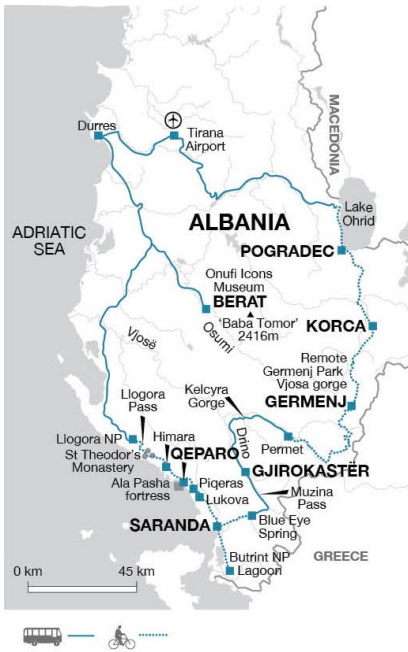 Durres
Tirana
Airport
MACEDONIA
Lake
Ohrid
ADRIATIC
SEA
ALBANIA
POGRADEC
Onufi Icons
Museum
BERAT
'Baba Tomor'
2416m
Osumi
KORCA
Vjosë
Remote
Germenj Park
Vjosa gorge
GERMENJ
Llogora
Pass
Kelcyra
Gorge
Llogora NP
Himara
St Theodor's
Monastery
QEPARO
Drino
Permet
Ala Pasha
fortress
Piqeras
Lukova
GJIROKASTËR
Muzina
Pass
SARANDA
Blue Eye
Spring
Butrint NP
Lagoon
GREECE
0 km
45 km